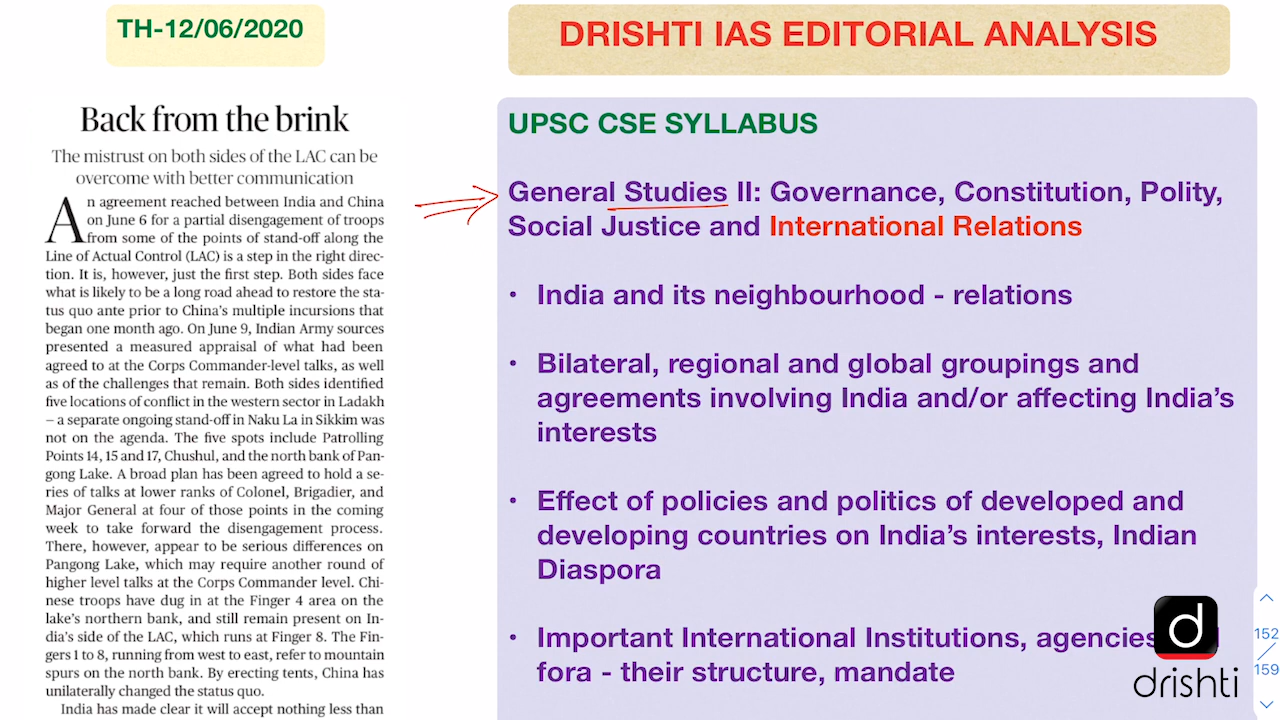 TH-12/06/2020
DRISHTI IAS EDITORIAL ANALYSIS
Back from the brink
The mistrust on both sides of the LAC can be
overcome with better communication
An agreement reached between India and China
on June 6 for a partial disengagement of troops
from some of the points of stand-off along the
Line of Actual Control (LAC) is a step in the right direc-
tion. It is, however, just the first step. Both sides face
what is likely to be a long road ahead to restore the sta-
tus quo ante prior to China's multiple incursions that
began one month ago. On June 9, Indian Army sources
presented a measured appraisal of what had been
agreed to at the Corps Commander-level talks, as well
as of the challenges that remain. Both sides identified
five locations of conflict in the western sector in Ladakh
– a separate ongoing stand-off in Naku La in Sikkim was
not on the agenda. The five spots include Patrolling
Points 14, 15 and 17, Chushul, and the north bank of Pan-
gong Lake. A broad plan has been agreed to hold a se-
ries of talks at lower ranks of Colonel, Brigadier, and
Major General at four of those points in the coming
week to take forward the disengagement process.
There, however, appear to be serious differences on
Pangong Lake, which may require another round of
higher level talks at the Corps Commander level. Chi-
nese troops have dug in at the Finger 4 area on the
lake's northern bank, and still remain present on In-
dia's side of the LAC, which runs at Finger 8. The Fin-
gers 1 to 8, running from west to east, refer to mountain
spurs on the north bank. By erecting tents, China has
unilaterally changed the status quo.
India has made clear it will accept nothing less than
UPSC CSE SYLLABUS
General Studies II: Governance, Constitution, Polity,
Social Justice and International Relations
• India and its neighbourhood - relations
• Bilateral, regional and global groupings and
agreements involving India and/or affecting India's
interests
• Effect of policies and politics of developed and
developing countries on India's interests, Indian
Diaspora
• Important International Institutions, agencies
fora - their structure, mandate
d
drishti
152
/
159